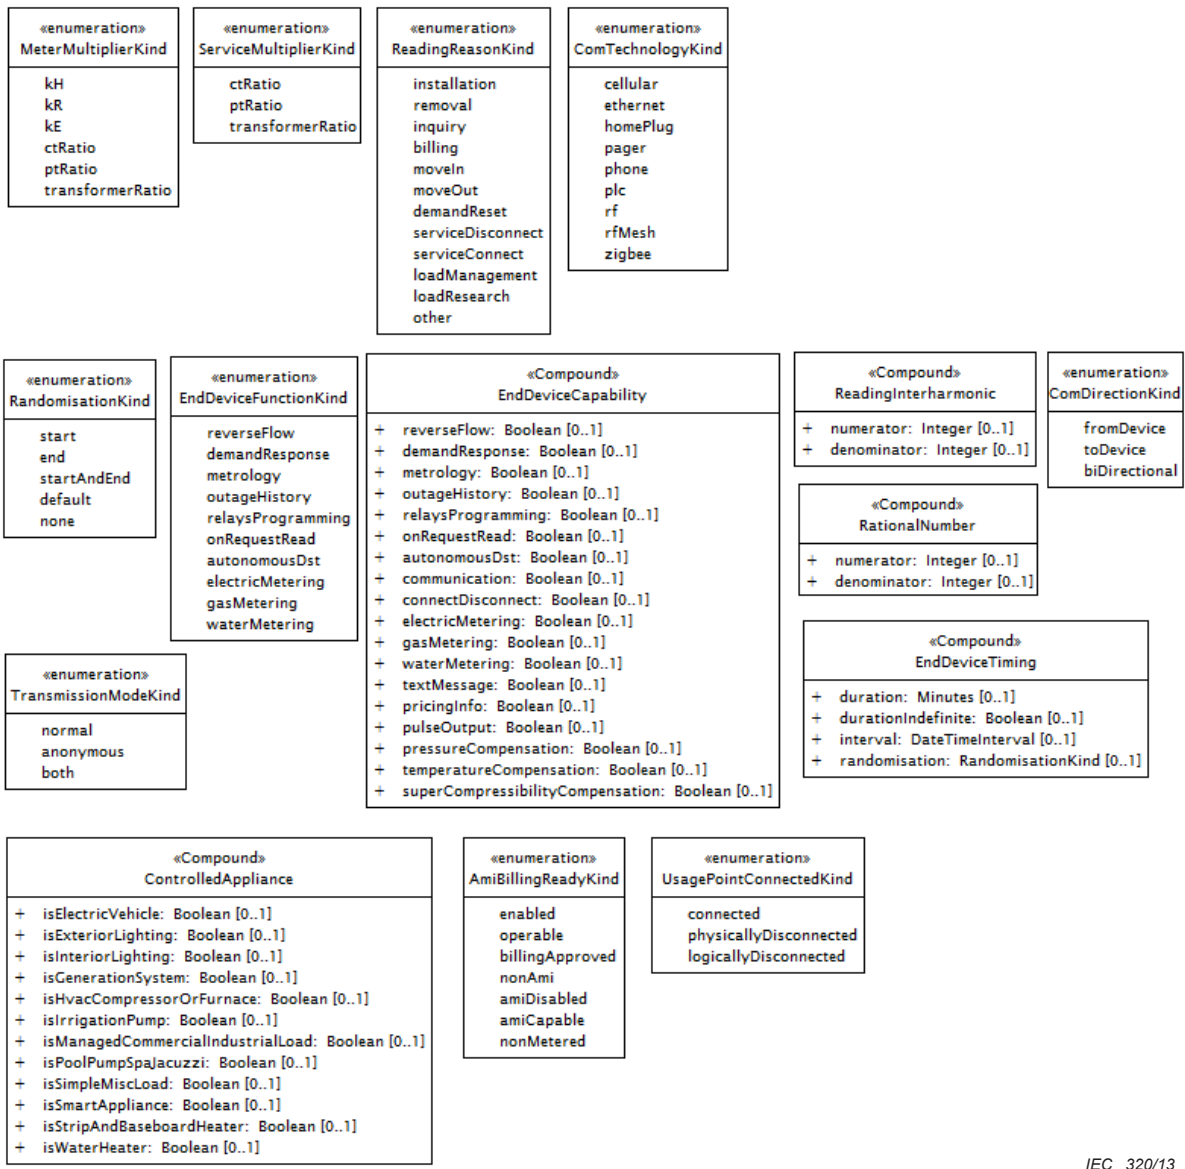 «enumeration»
MeterMultiplierKind
kH
kR
kE
ctRatio
ptRatio
transformerRatio
«enumeration»
ServiceMultiplierKind
ctRatio
ptRatio
transformerRatio
«enumeration»
ReadingReasonKind
installation
removal
inquiry
billing
moveIn
moveOut
demandReset
serviceDisconnect
serviceConnect
loadManagement
loadResearch
other
«enumeration»
ComTechnologyKind
cellular
ethernet
homePlug
pager
phone
plc
rf
rfMesh
zigbee
«enumeration»
RandomisationKind
start
end
startAndEnd
default
none
«enumeration»
EndDeviceFunctionKind
reverseFlow
demandResponse
metrology
outageHistory
relaysProgramming
onRequestRead
autonomousDst
electricMetering
gasMetering
waterMetering
«Compound»
EndDeviceCapability
+ reverseFlow: Boolean [0..1]
+ demandResponse: Boolean [0..1]
+ metrology: Boolean [0..1]
+ outageHistory: Boolean [0..1]
+ relaysProgramming: Boolean [0..1]
+ onRequestRead: Boolean [0..1]
+ autonomousDst: Boolean [0..1]
+ communication: Boolean [0..1]
+ connectDisconnect: Boolean [0..1]
+ electricMetering: Boolean [0..1]
+ gasMetering: Boolean [0..1]
+ waterMetering: Boolean [0..1]
+ textMessage: Boolean [0..1]
+ pricingInfo: Boolean [0..1]
+ pulseOutput: Boolean [0..1]
+ pressureCompensation: Boolean [0..1]
+ temperatureCompensation: Boolean [0..1]
+ superCompressibilityCompensation: Boolean [0..1]
«Compound»
ReadingInterharmonic
+ numerator: Integer [0..1]
+ denominator: Integer [0..1]
«enumeration»
ComDirectionKind
fromDevice
toDevice
biDirectional
«Compound»
RationalNumber
+ numerator: Integer [0..1]
+ denominator: Integer [0..1]
«Compound»
EndDeviceTiming
+ duration: Minutes [0..1]
+ durationIndefinite: Boolean [0..1]
+ interval: DateTimeInterval [0..1]
+ randomisation: RandomisationKind [0..1]
«enumeration»
TransmissionModeKind
normal
anonymous
both
«Compound»
ControlledAppliance
+ isElectricVehicle: Boolean [0..1]
+ isExteriorLighting: Boolean [0..1]
+ isInteriorLighting: Boolean [0..1]
+ isGenerationSystem: Boolean [0..1]
+ isHvacCompressorOrFurnace: Boolean [0..1]
+ isIrrigationPump: Boolean [0..1]
+ isManagedCommercialIndustrialLoad: Boolean [0..1]
+ isPoolPumpSpaJacuzzi: Boolean [0..1]
+ isSimpleMiscLoad: Boolean [0..1]
+ isSmartAppliance: Boolean [0..1]
+ isStripAndBaseboardHeater: Boolean [0..1]
+ isWaterHeater: Boolean [0..1]
«enumeration»
AmiBillingReadyKind
enabled
operable
billingApproved
nonAmi
amiDisabled
amiCapable
nonMetered
«enumeration»
UsagePointConnectedKind
connected
physicallyDisconnected
logicallyDisconnected
IEC 320/13